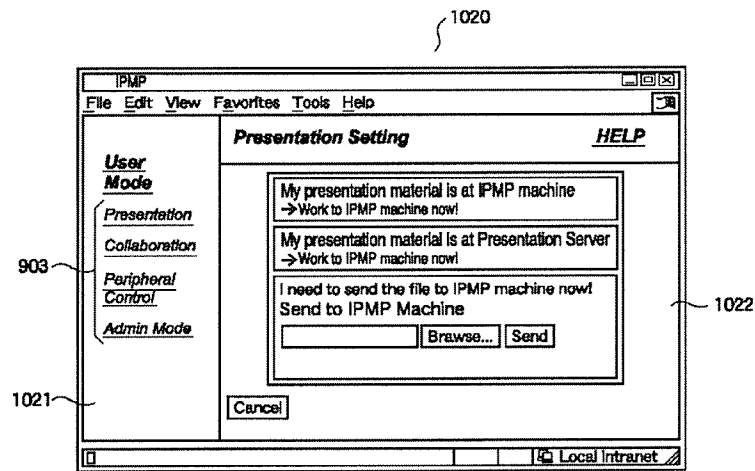 1020
IPMP
File Edit View Favorites Tools Help
Presentation Setting
HELP
User
Mode
Presentation
Collaboration
Peripheral
Control
Admin Mode
903
1021
My presentation material is at IPMP machine
→Work to IPMP machine now!
My presentation material is at Presentation Server
→Work to IPMP machine now!
I need to send the file to IPMP machine now!
Send to IPMP Machine
Browse... Send
1022
Cancel
Local Intranet